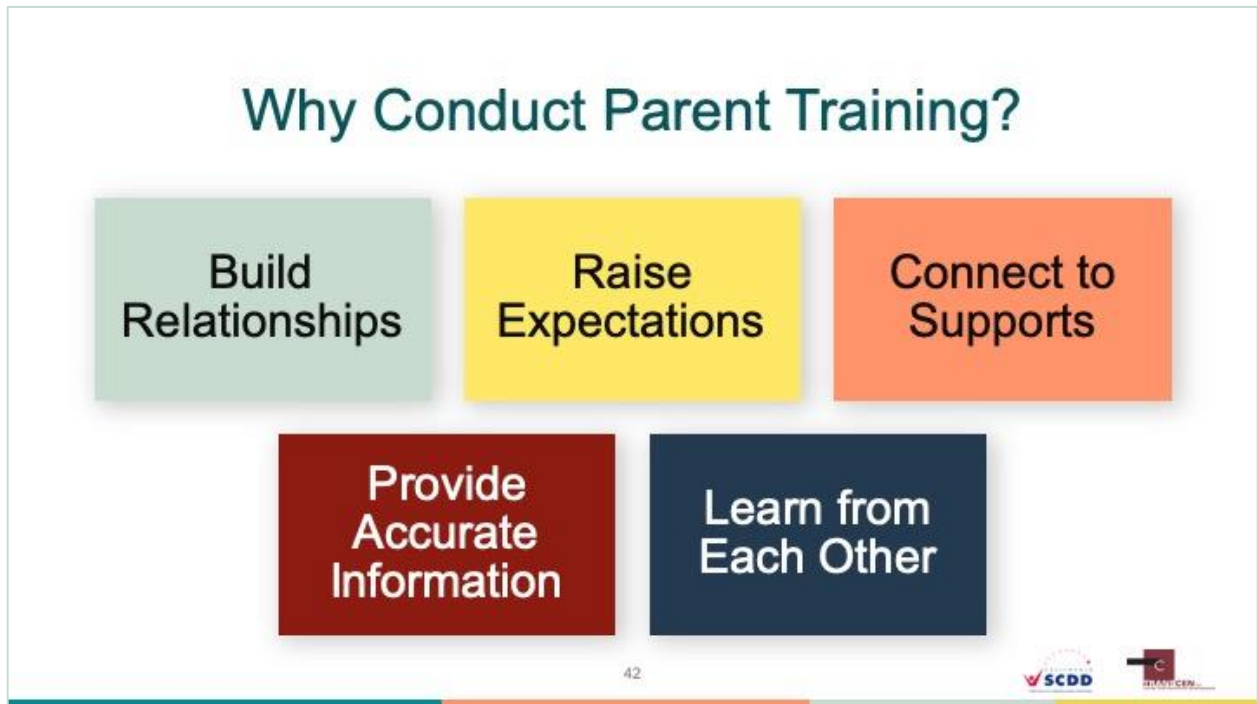 Why Conduct Parent Training?
Build
Relationships
Raise
Expectations
Connect to
Supports
Provide
Accurate
Information
Learn from
Each Other
42
SCDD